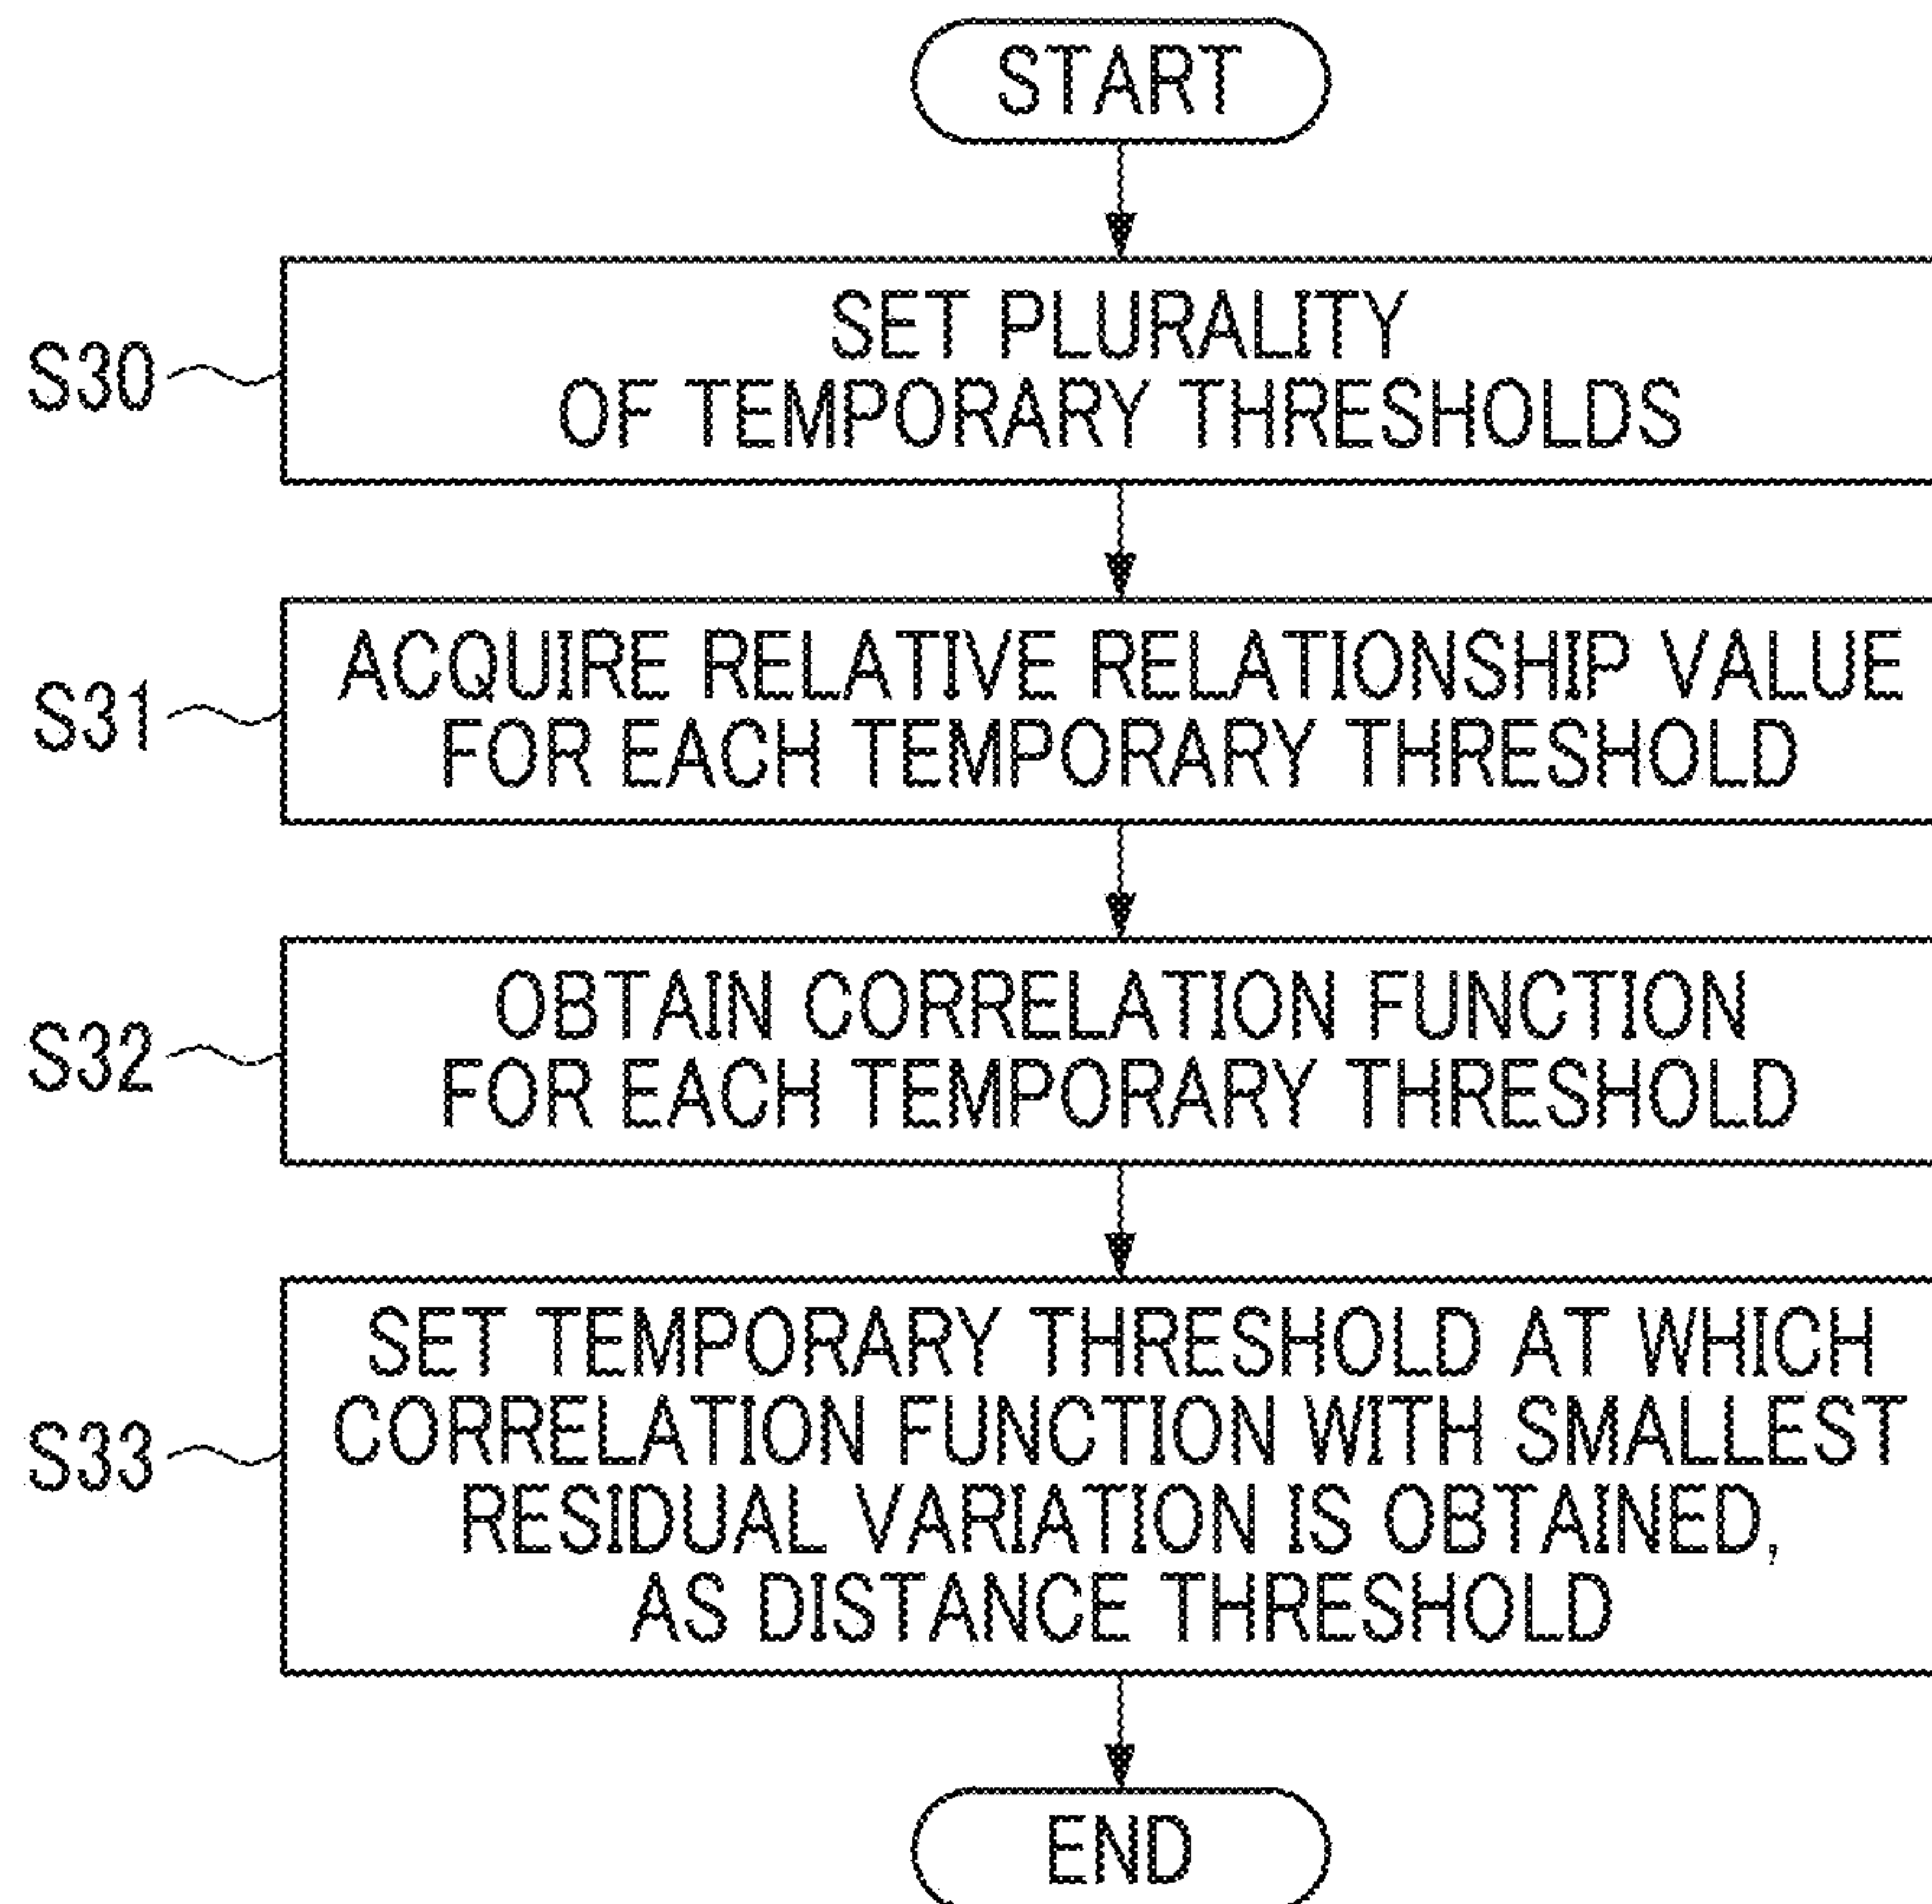 START
S30
SET PLURALITY
OF TEMPORARY THRESHOLDS
S31
ACQUIRE RELATIVE RELATIONSHIP VALUE
FOR EACH TEMPORARY THRESHOLD
S32
OBTAIN CORRELATION FUNCTION
FOR EACH TEMPORARY THRESHOLD
S33
SET TEMPORARY THRESHOLD AT WHICH
CORRELATION FUNCTION WITH SMALLEST
RESIDUAL VARIATION IS OBTAINED,
AS DISTANCE THRESHOLD
END